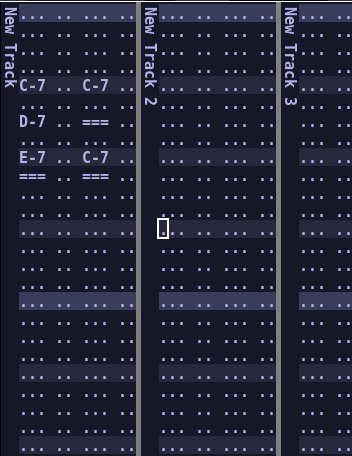 New Track
C-7 .. C-7 ..
D-7 .. === ..
E-7 .. C-7 ..
=== .. === ..
New Track 2
New Track 3